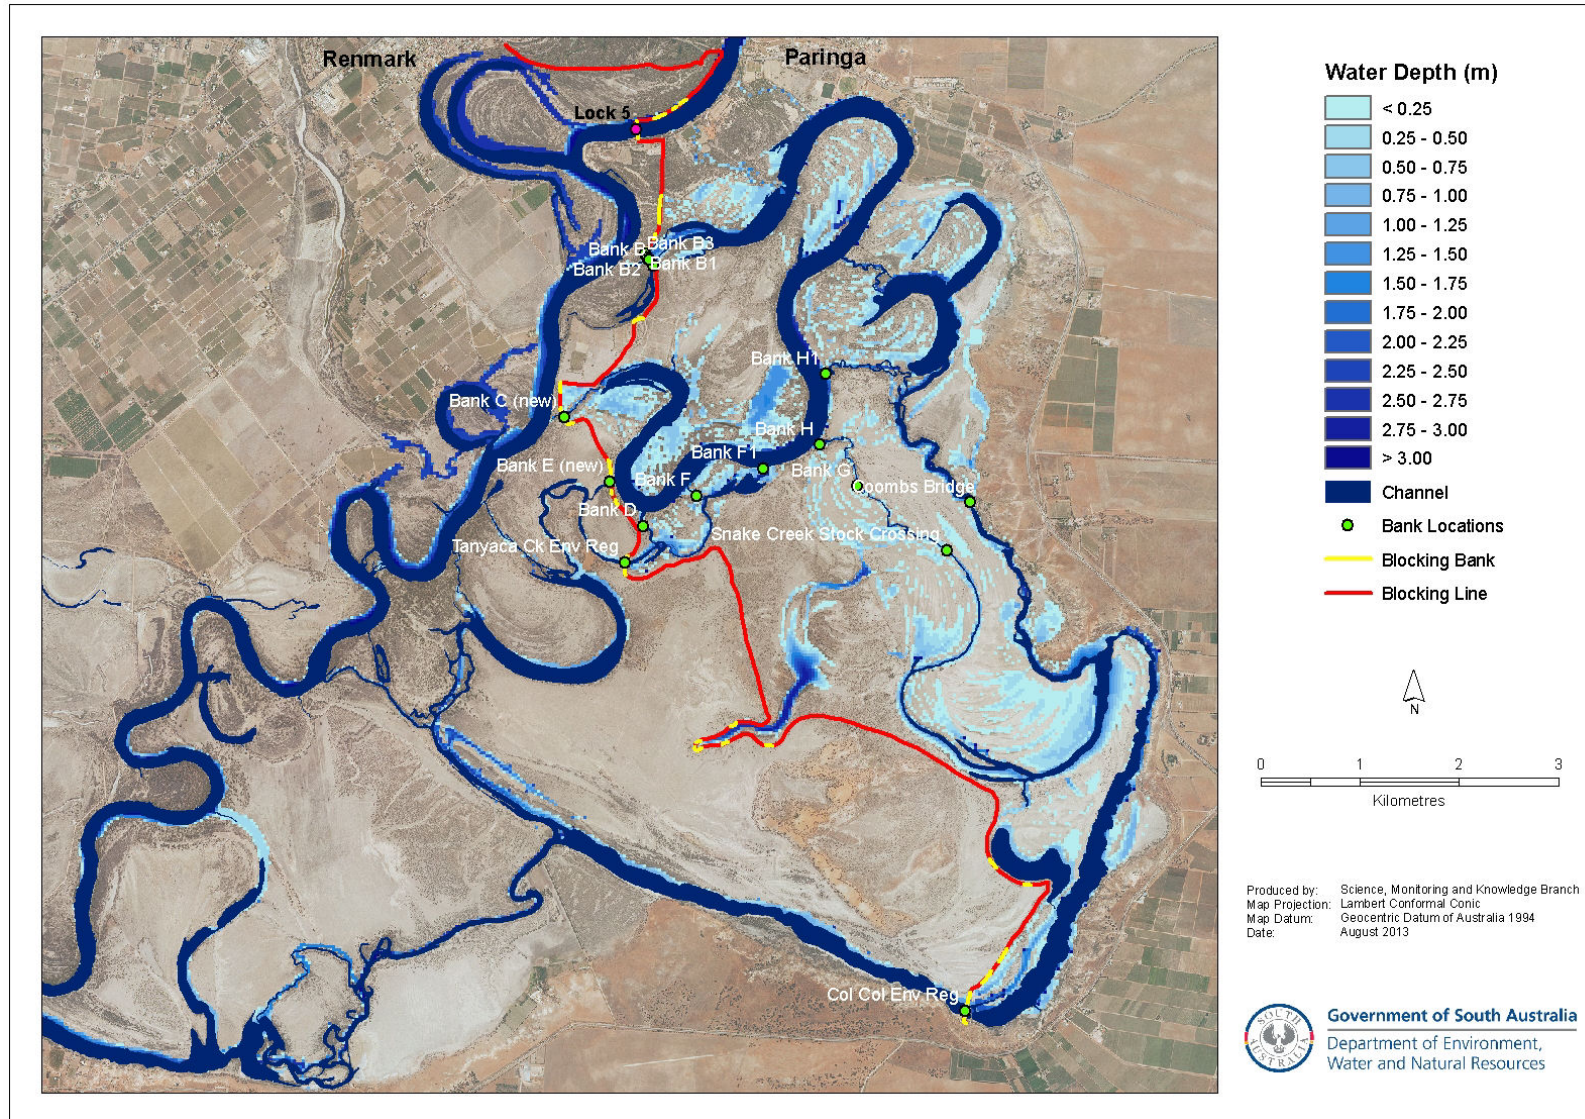 Renmark
Paringa
Lock 5
Bank B
Bank B3
Bank B2
Bank B1
Bank H1
Bank C (new)
Bank H
Bank F1
Bank G
Bank E (new)
Bank F
Coombs Bridge
Bank D
Snake Creek Stock Crossing
Tanyaca Ck Env Reg
Col Col Env Reg
Water Depth (m)
< 0.25
0.25 - 0.50
0.50 - 0.75
0.75 - 1.00
1.00 - 1.25
1.25 - 1.50
1.50 - 1.75
1.75 - 2.00
2.00 - 2.25
2.25 - 2.50
2.50 - 2.75
2.75 - 3.00
> 3.00
Channel
Bank Locations
Blocking Bank
Blocking Line
N
0 1 2 3
Kilometres
Produced by: Science, Monitoring and Knowledge Branch
Map Projection: Lambert Conformal Conic
Map Datum: Geocentric Datum of Australia 1994
Date: August 2013
SOUTH AUSTRALIA
Government of South Australia
Department of Environment,
Water and Natural Resources